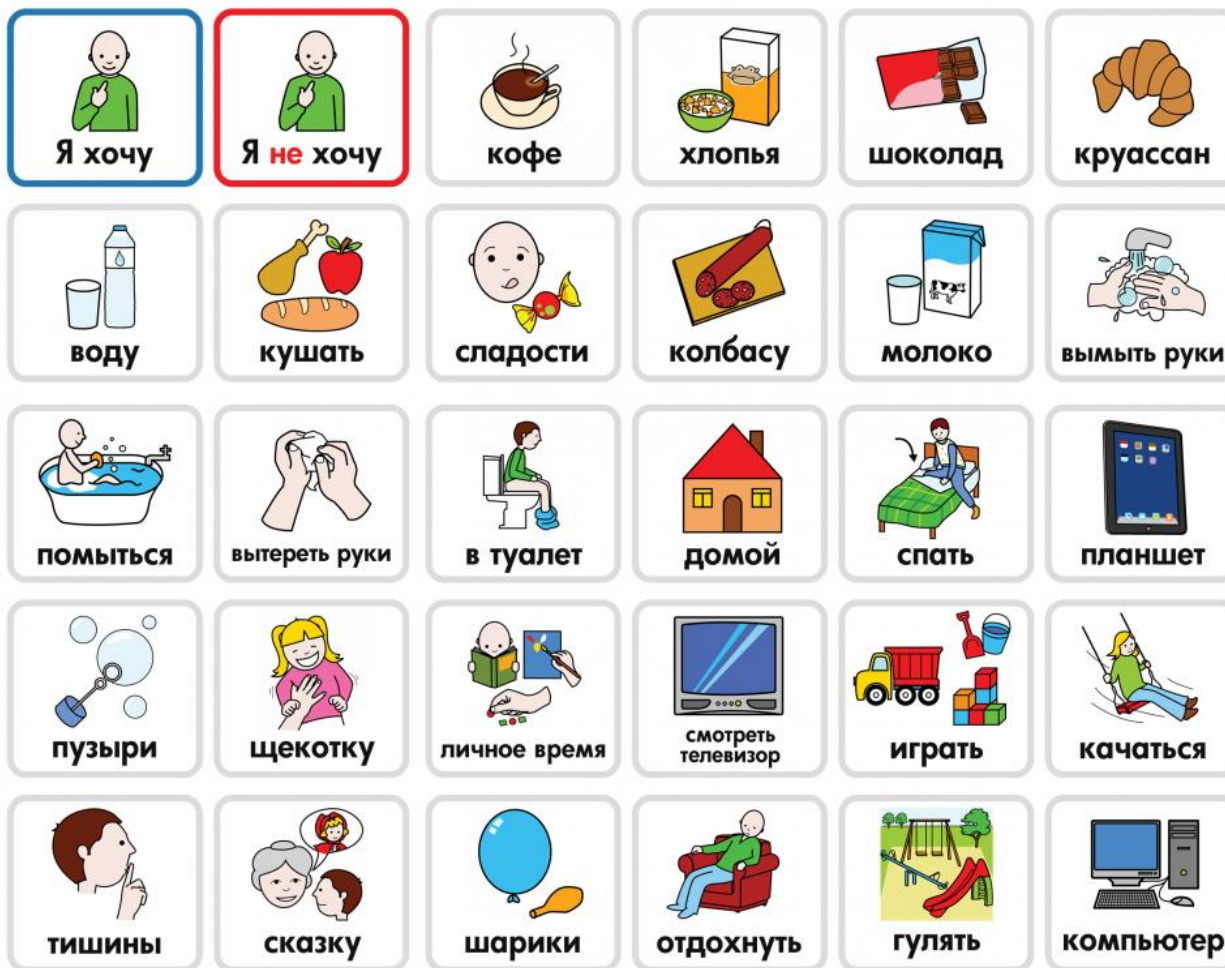 Я хочу
Я не хочу
кофе
хлопья
шоколад
круассан
воду
кушать
сладости
колбасу
молоко
вымыть руки
помыться
вытереть руки
в туалет
домой
спать
планшет
пузыри
щекотку
личное время
смотреть
телевизор
играть
качаться
тишины
сказку
шарики
отдохнуть
гулять
компьютер